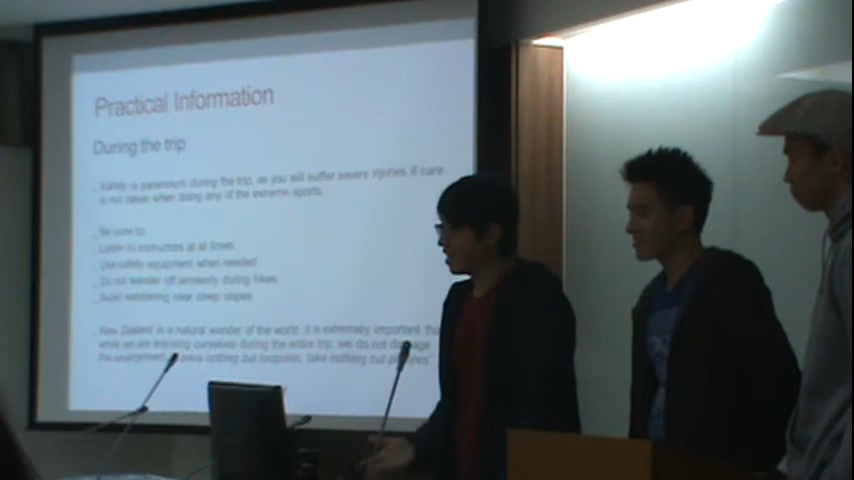 Practical Information
During the trip
Safety is paramount during the trip, as you will suffer severe injuries if care
is not taken when doing any of the extreme sports.
Be sure to:
Listen to instructors at all times
Use safety equipment when needed
Do not wander off aimlessly during hikes
Avoid wandering near steep slopes
New Zealand is a natural wonder of the world. It is extremely important that
while we are enjoying ourselves during the entire trip, we do not damage
the environment. nothing but footprints, take nothing but pictures'